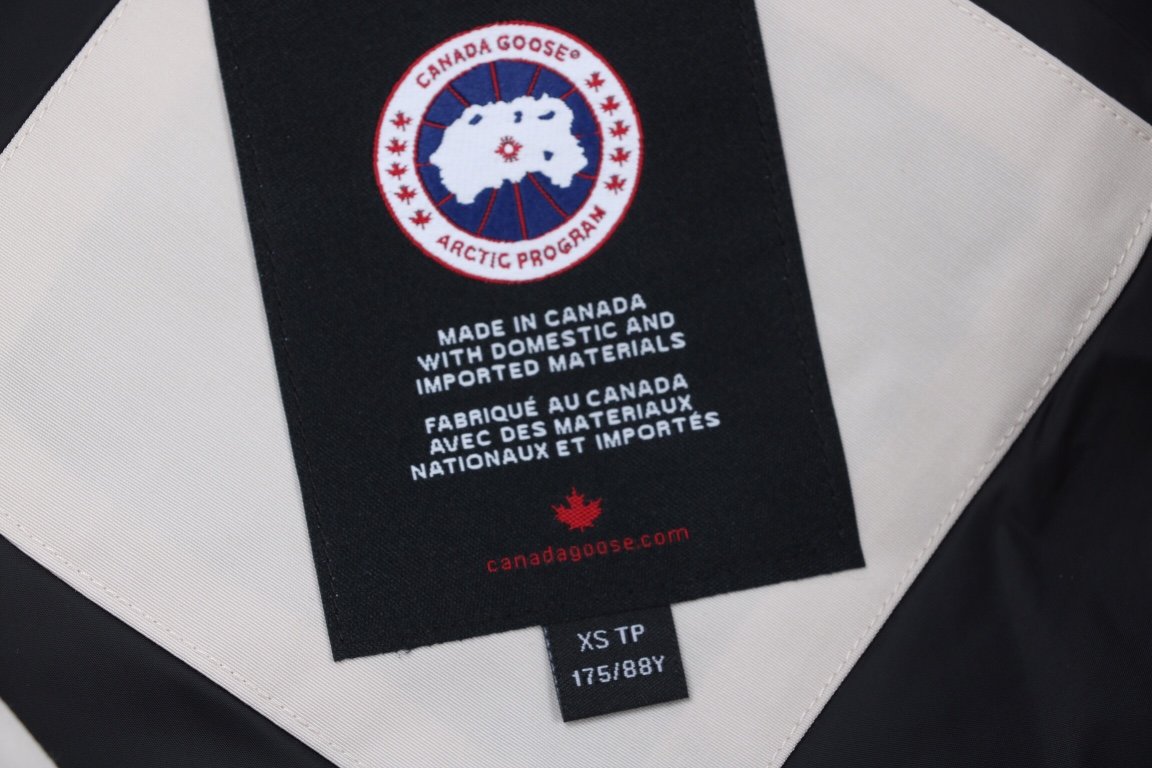 CANADA GOOSE®
ARCTIC PROGRAM
MADE IN CANADA
WITH DOMESTIC AND
IMPORTED MATERIALS
FABRIQUÉ AU CANADA
AVEC DES MATERIAUX
NATIONAUX ET IMPORTÉS
canadagoose.com
XS TP
175/88Y